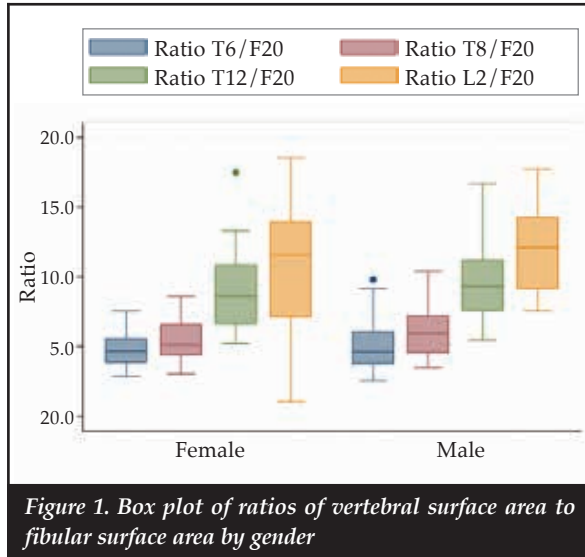 Ratio T6/F20 Ratio T8/F20
Ratio T12/F20 Ratio L2/F20
20.0
15.0
10.0
5.0
20.0
Ratio
Female Male
Figure 1. Box plot of ratios of vertebral surface area to
fibular surface area by gender